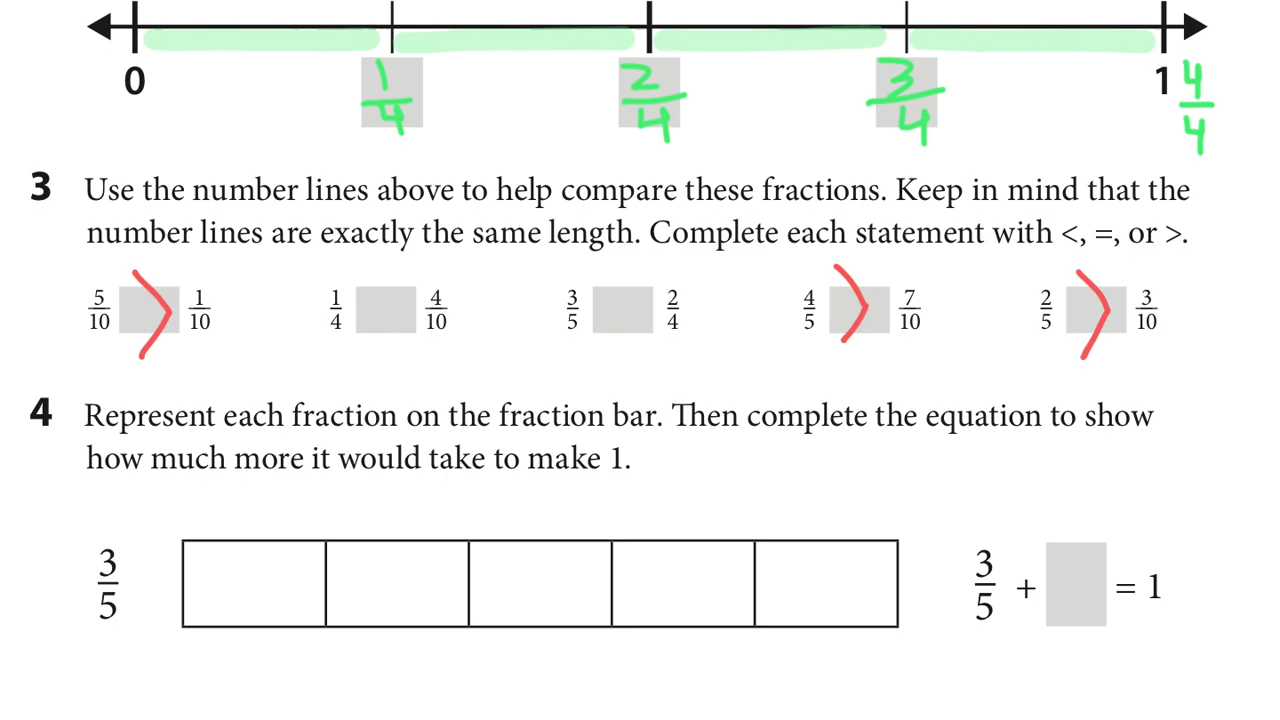 0 1/4 2/4 3/4 1 4/4
3 Use the number lines above to help compare these fractions. Keep in mind that the
number lines are exactly the same length. Complete each statement with <, =, or >.
5/10 > 1/10 1/4 4/10 3/5 2/4 4/5 > 7/10 2/5 > 3/10
4 Represent each fraction on the fraction bar. Then complete the equation to show
how much more it would take to make 1.
3/5 3/5 + = 1